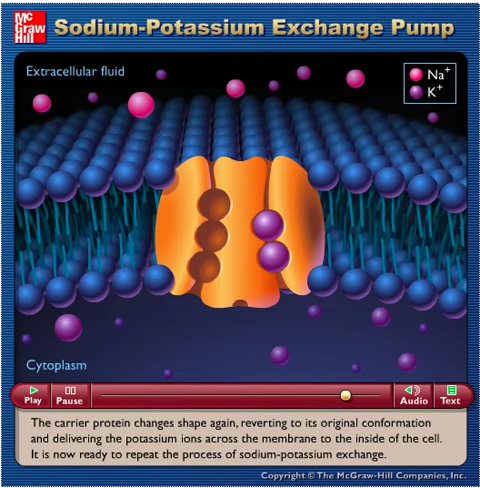 Mc
Graw
Hill
Sodium-Potassium Exchange Pump
Extracellular fluid
Na+
K+
Cytoplasm
Play
Pause
Audio
Text
The carrier protein changes shape again, reverting to its original conformation
and delivering the potassium ions across the membrane to the inside of the cell.
It is now ready to repeat the process of sodium-potassium exchange.
Copyright © The McGraw-Hill Companies, Inc.